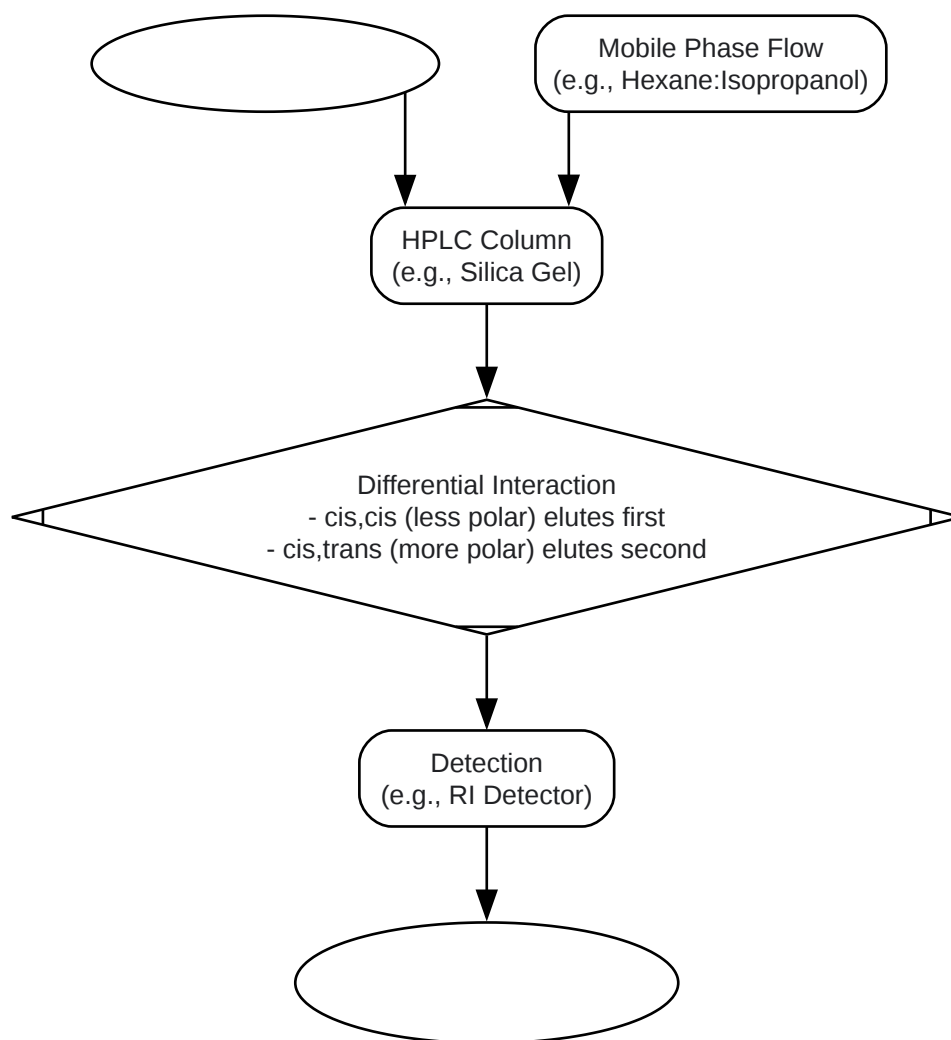 Mobile Phase Flow
(e.g., Hexane:Isopropanol)
HPLC Column
(e.g., Silica Gel)
Differential Interaction
- cis,cis (less polar) elutes first
- cis,trans (more polar) elutes second
Detection
(e.g., RI Detector)